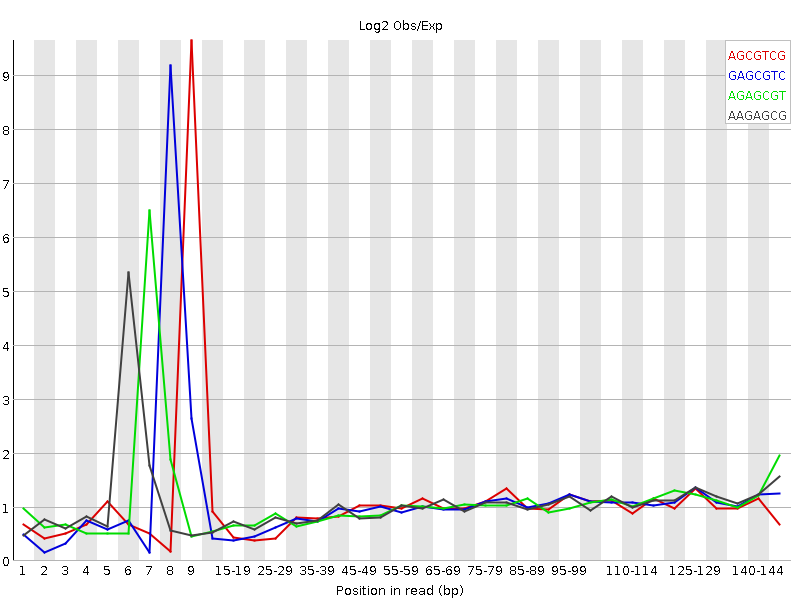 Log2 Obs/Exp
AGCGTCG
GAGCGTC
AGAGCGT
AAGAGCG
9
8
7
6
5
4
3
2
1
0
1 2 3 4 5 6 7 8 9 15-19 25-29 35-39 45-49 55-59 65-69 75-79 85-89 95-99 110-114 125-129 140-144
Position in read (bp)